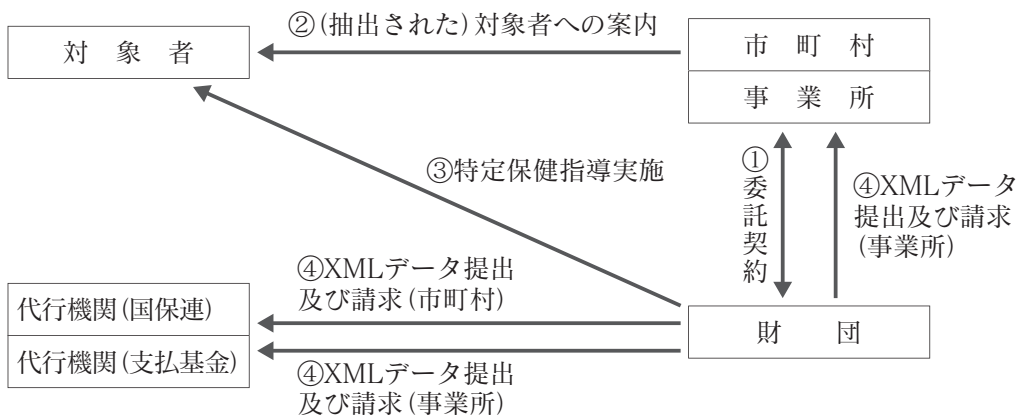 ②(抽出された)対象者への案内
対　象　者
市　町　村
事　業　所
③特定保健指導実施
①委託契約
④XMLデータ
提出及び請求
(事業所)
④XMLデータ提出
及び請求(市町村)
代行機関(国保連)
代行機関(支払基金)
財　　団
④XMLデータ提出
及び請求(事業所)